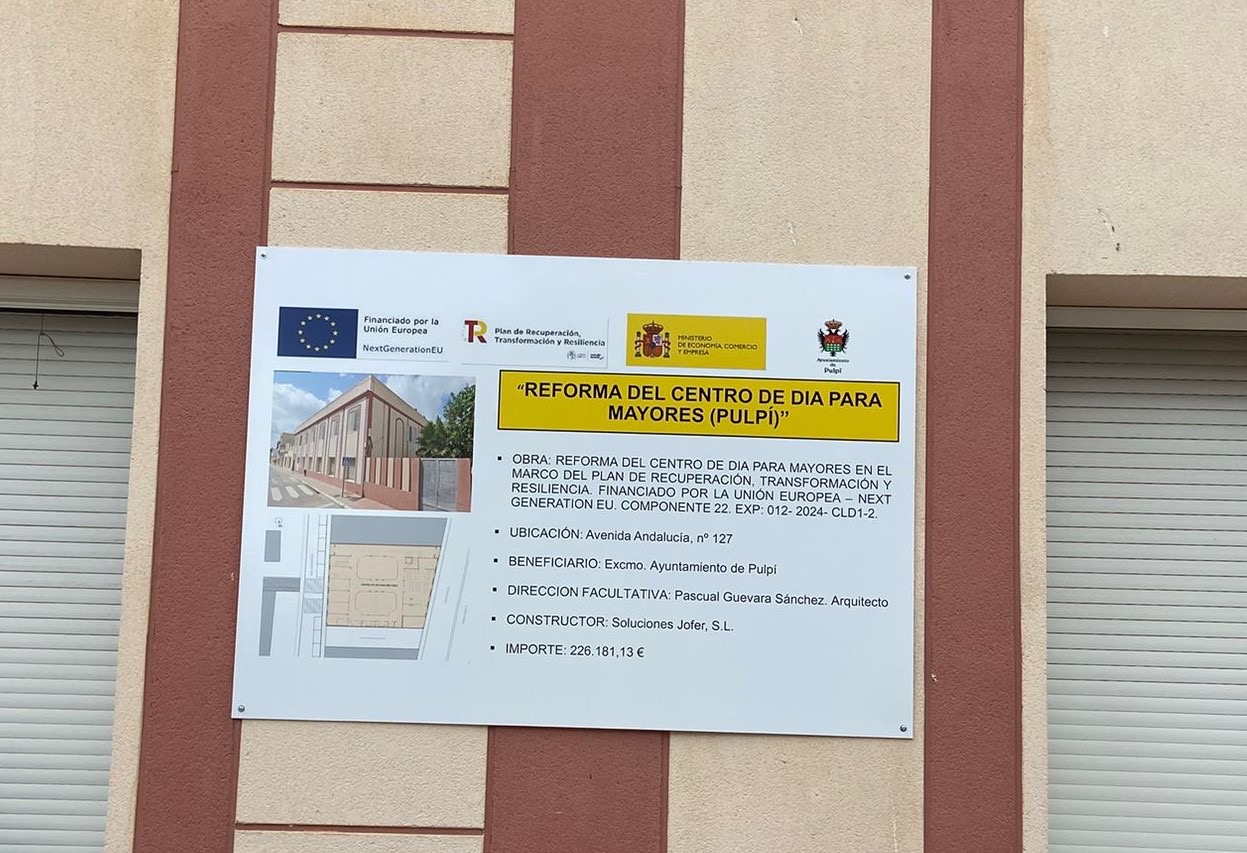 Financiado por la
Unión Europea
NextGenerationEU
TR
Plan de Recuperación,
Transformación y Resiliencia
MINISTERIO
DE ECONOMÍA, COMERCIO
Y EMPRESA
Ayuntamiento
de
Pulpí
“REFORMA DEL CENTRO DE DIA PARA
MAYORES (PULPÍ)”
▪ OBRA: REFORMA DEL CENTRO DE DIA PARA MAYORES EN EL
MARCO DEL PLAN DE RECUPERACIÓN, TRANSFORMACIÓN Y
RESILIENCIA. FINANCIADO POR LA UNIÓN EUROPEA – NEXT
GENERATION EU. COMPONENTE 22. EXP: 012- 2024- CLD1-2.
▪ UBICACIÓN: Avenida Andalucía, nº 127
▪ BENEFICIARIO: Excmo. Ayuntamiento de Pulpí
▪ DIRECCION FACULTATIVA: Pascual Guevara Sánchez. Arquitecto
▪ CONSTRUCTOR: Soluciones Jofer, S.L.
▪ IMPORTE: 226.181,13 €